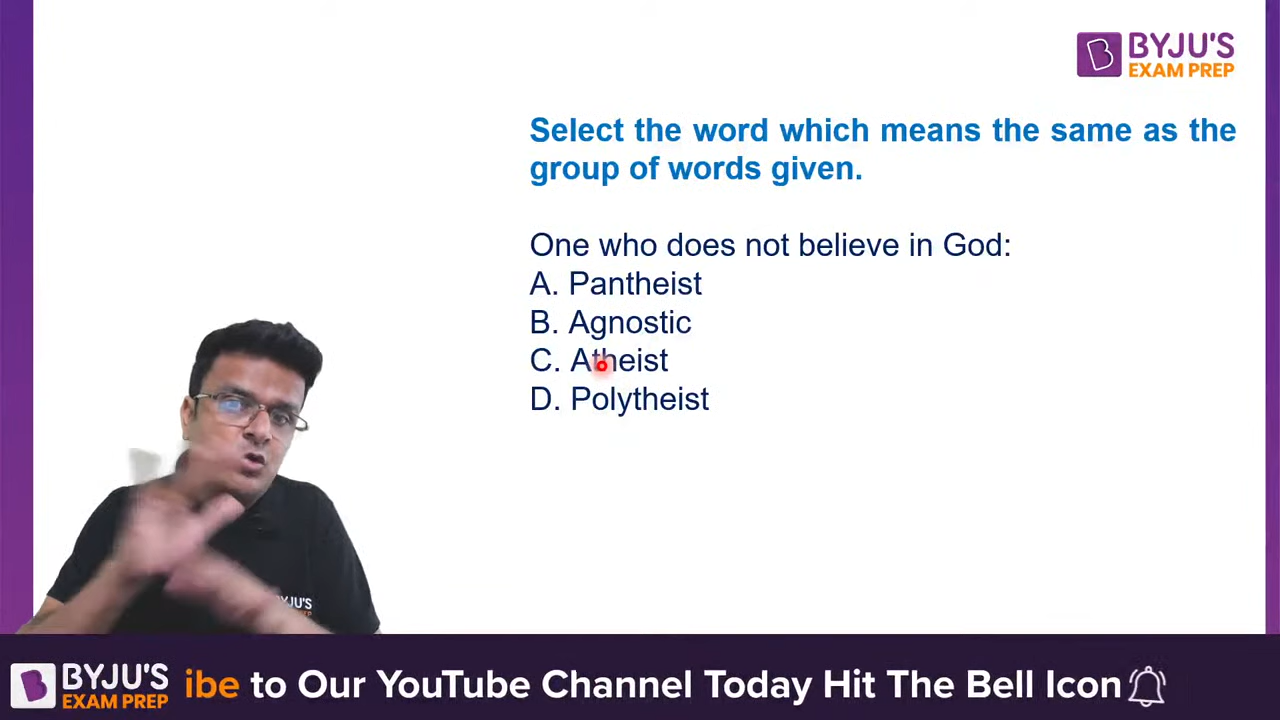 BYJU'S
EXAM PREP
Select the word which means the same as the
group of words given.
One who does not believe in God:
A. Pantheist
B. Agnostic
C. Atheist
D. Polytheist
BYJU'S
BYJU'S
EXAM PREP
ibe to Our YouTube Channel Today Hit The Bell Icon